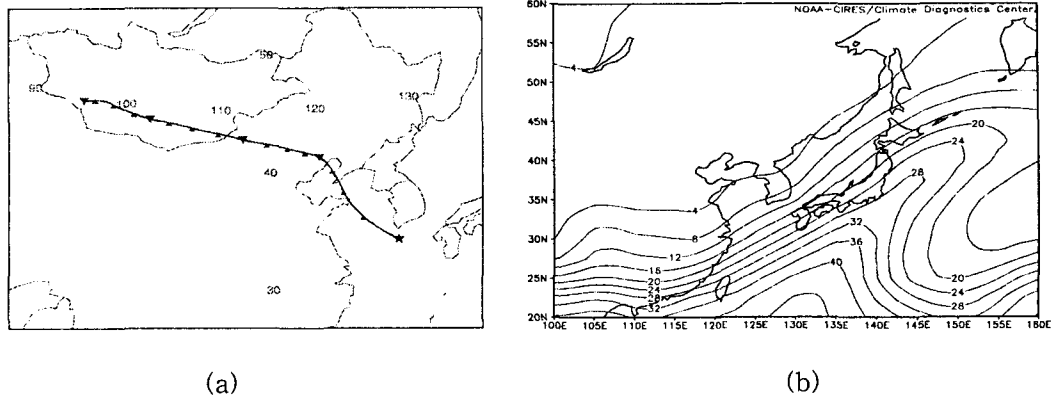 90
100
50
110
120
130
40
30
(a)
NOAA-CIRES/Climate Diagnostics Center
60N
55N
50N
45N
40N
35N
30N
25N
20N
4
20
24
28
4
8
12
16
20
24
28
32
32
36
40
20
24
28
100E 105E 110E 115E 120E 125E 130E 135E 140E 145E 150E 155E 160E
(b)